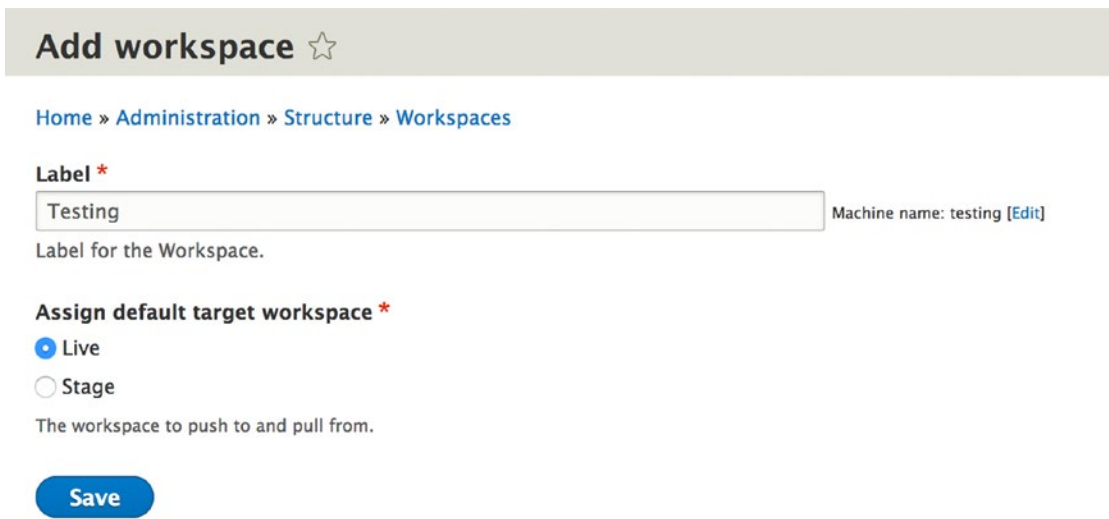 Add workspace
Home » Administration » Structure » Workspaces
Label *
Testing
Machine name: testing [Edit]
Label for the Workspace.
Assign default target workspace *
Live
Stage
The workspace to push to and pull from.
Save